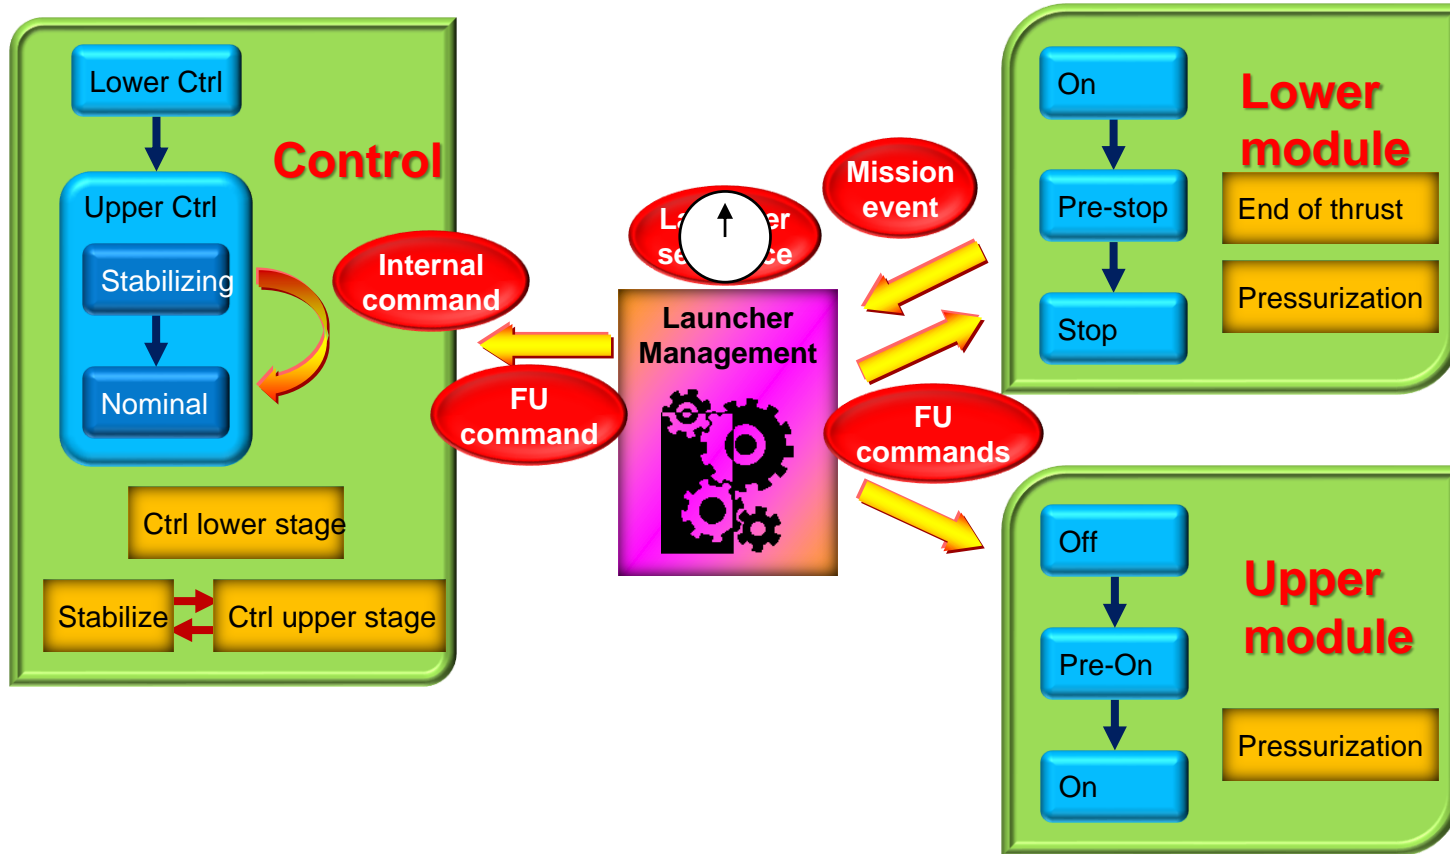 Lower Ctrl
Control
Upper Ctrl
Stabilizing
Nominal
Ctrl lower stage
Stabilize
Ctrl upper stage
Internal
command
FU
command
Launcher
Management
Mission
event
FU
commands
On
Pre-stop
Stop
Lower
module
End of thrust
Pressurization
Off
Pre-On
On
Upper
module
Pressurization